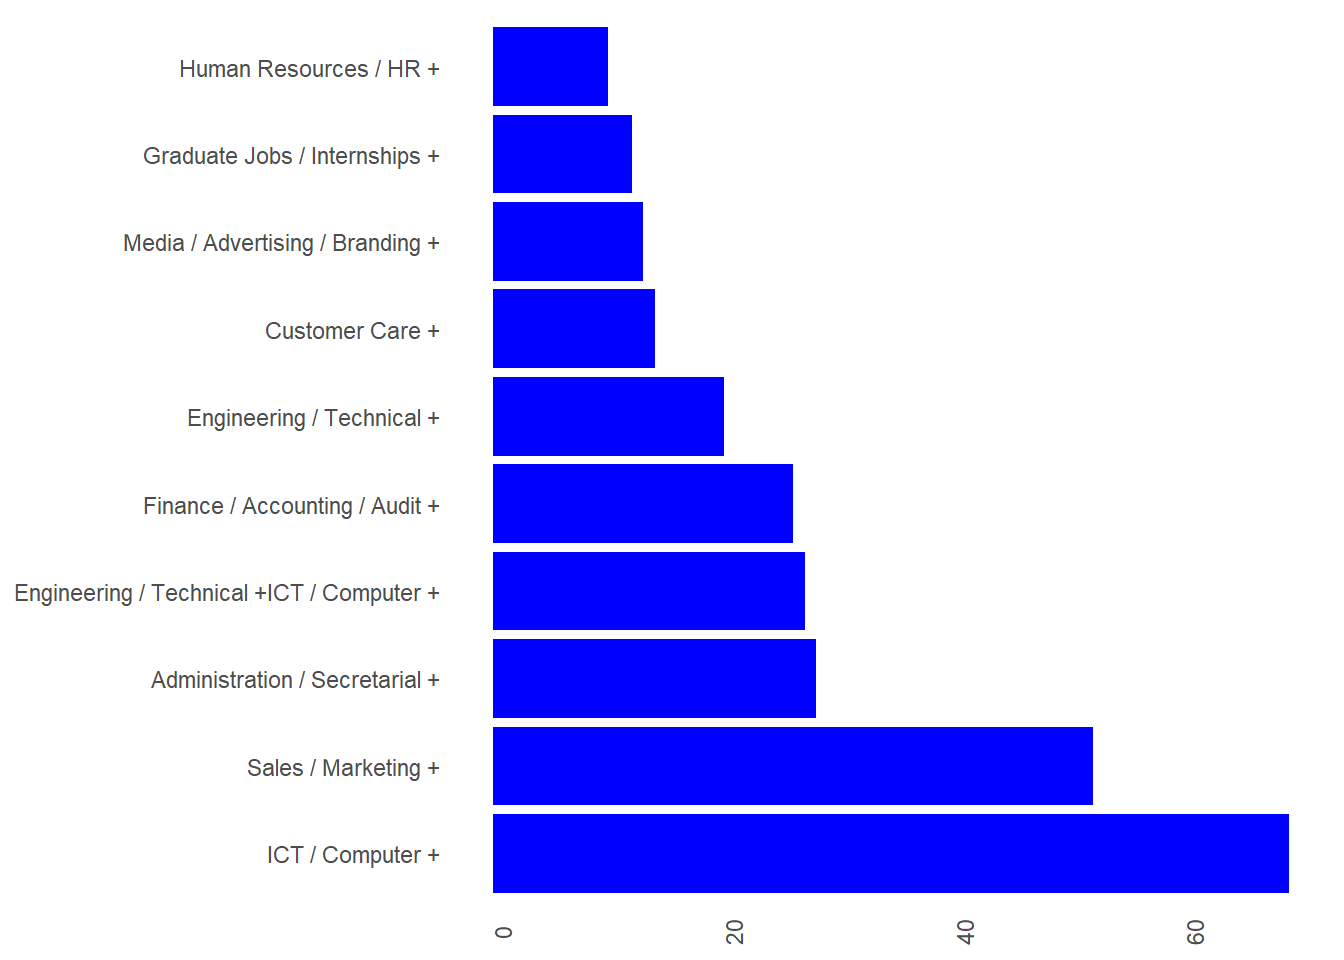 Human Resources / HR +
Graduate Jobs / Internships +
Media / Advertising / Branding +
Customer Care +
Engineering / Technical +
Finance / Accounting / Audit +
Engineering / Technical +ICT / Computer +
Administration / Secretarial +
Sales / Marketing +
ICT / Computer +
0
20
40
60